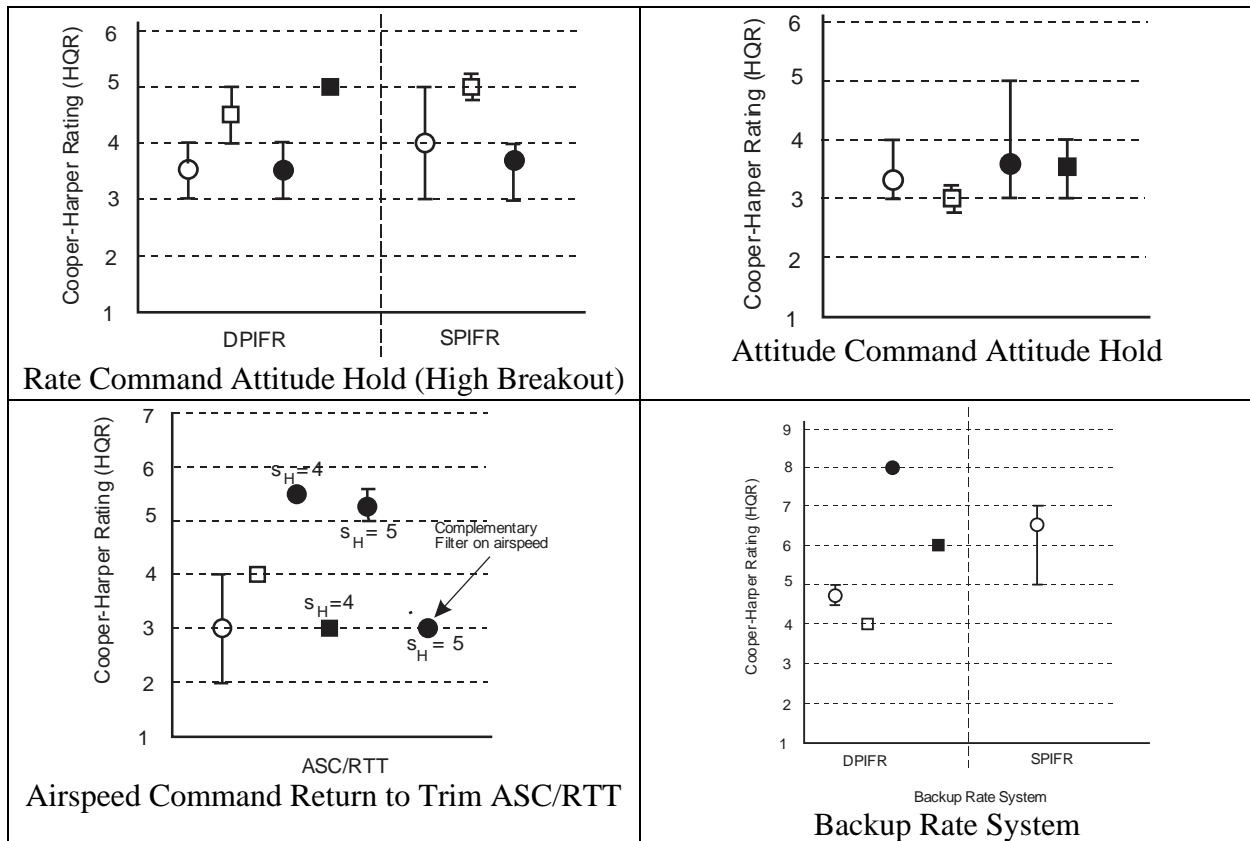 Cooper-Harper Rating (HQR)
6
5
4
3
2
1
DPIFR
SPIFR
Rate Command Attitude Hold (High Breakout)
Cooper-Harper Rating (HQR
6
5
4
3
2
1
Attitude Command Attitude Hold
Cooper-Harper Rating (HQR)
7
6
5
4
3
2
1
s_H=4
s_H= 5
Complementary
Filter on airspeed
s_H=4
s_H= 5
ASC/RTT
Airspeed Command Return to Trim ASC/RTT
Cooper-Harper Rating (HQR)
9
8
7
6
5
4
3
2
1
DPIFR
SPIFR
Backup Rate System
Backup Rate System